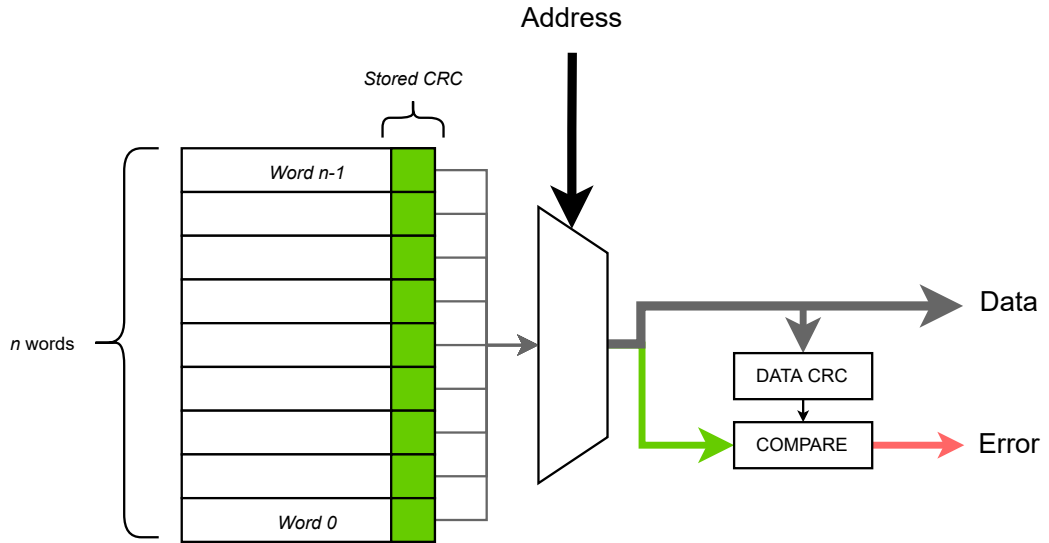 Address
Stored CRC
Word n-1
Data
n words
DATA CRC
COMPARE
Error
Word 0